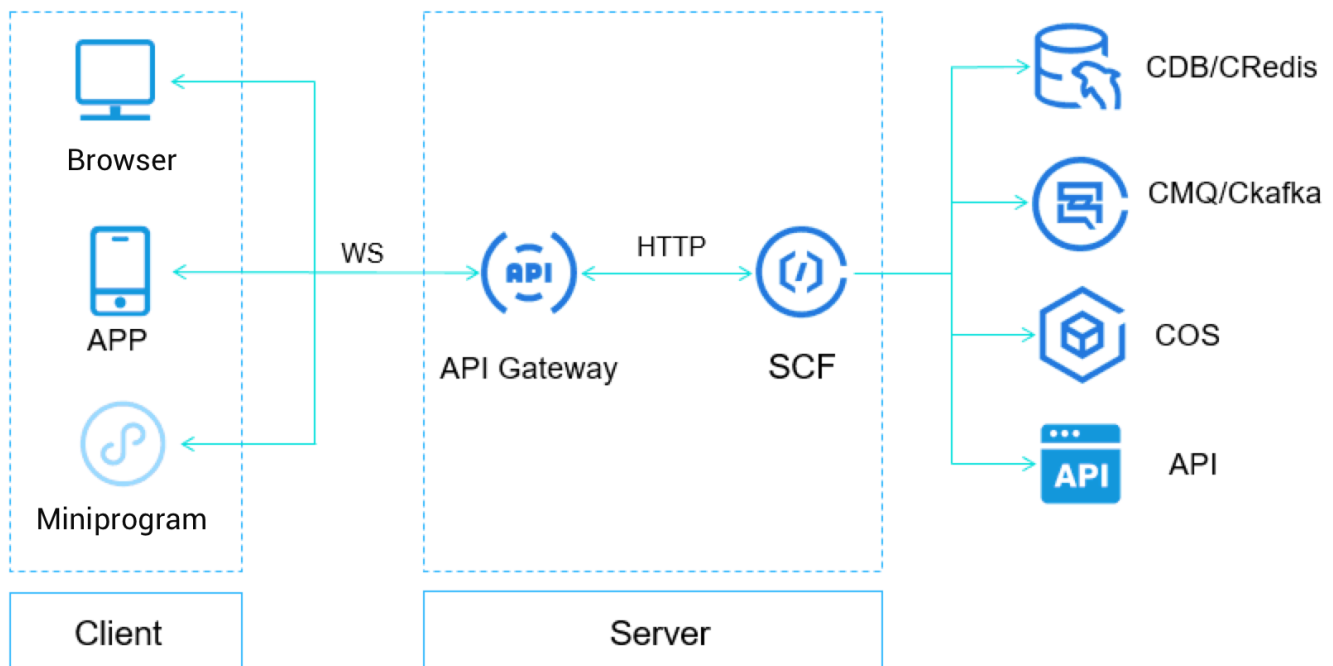 Browser
APP
Miniprogram
Client
WS
API
API Gateway
HTTP
SCF
Server
CDB/CRedis
CMQ/Ckafka
COS
API
API